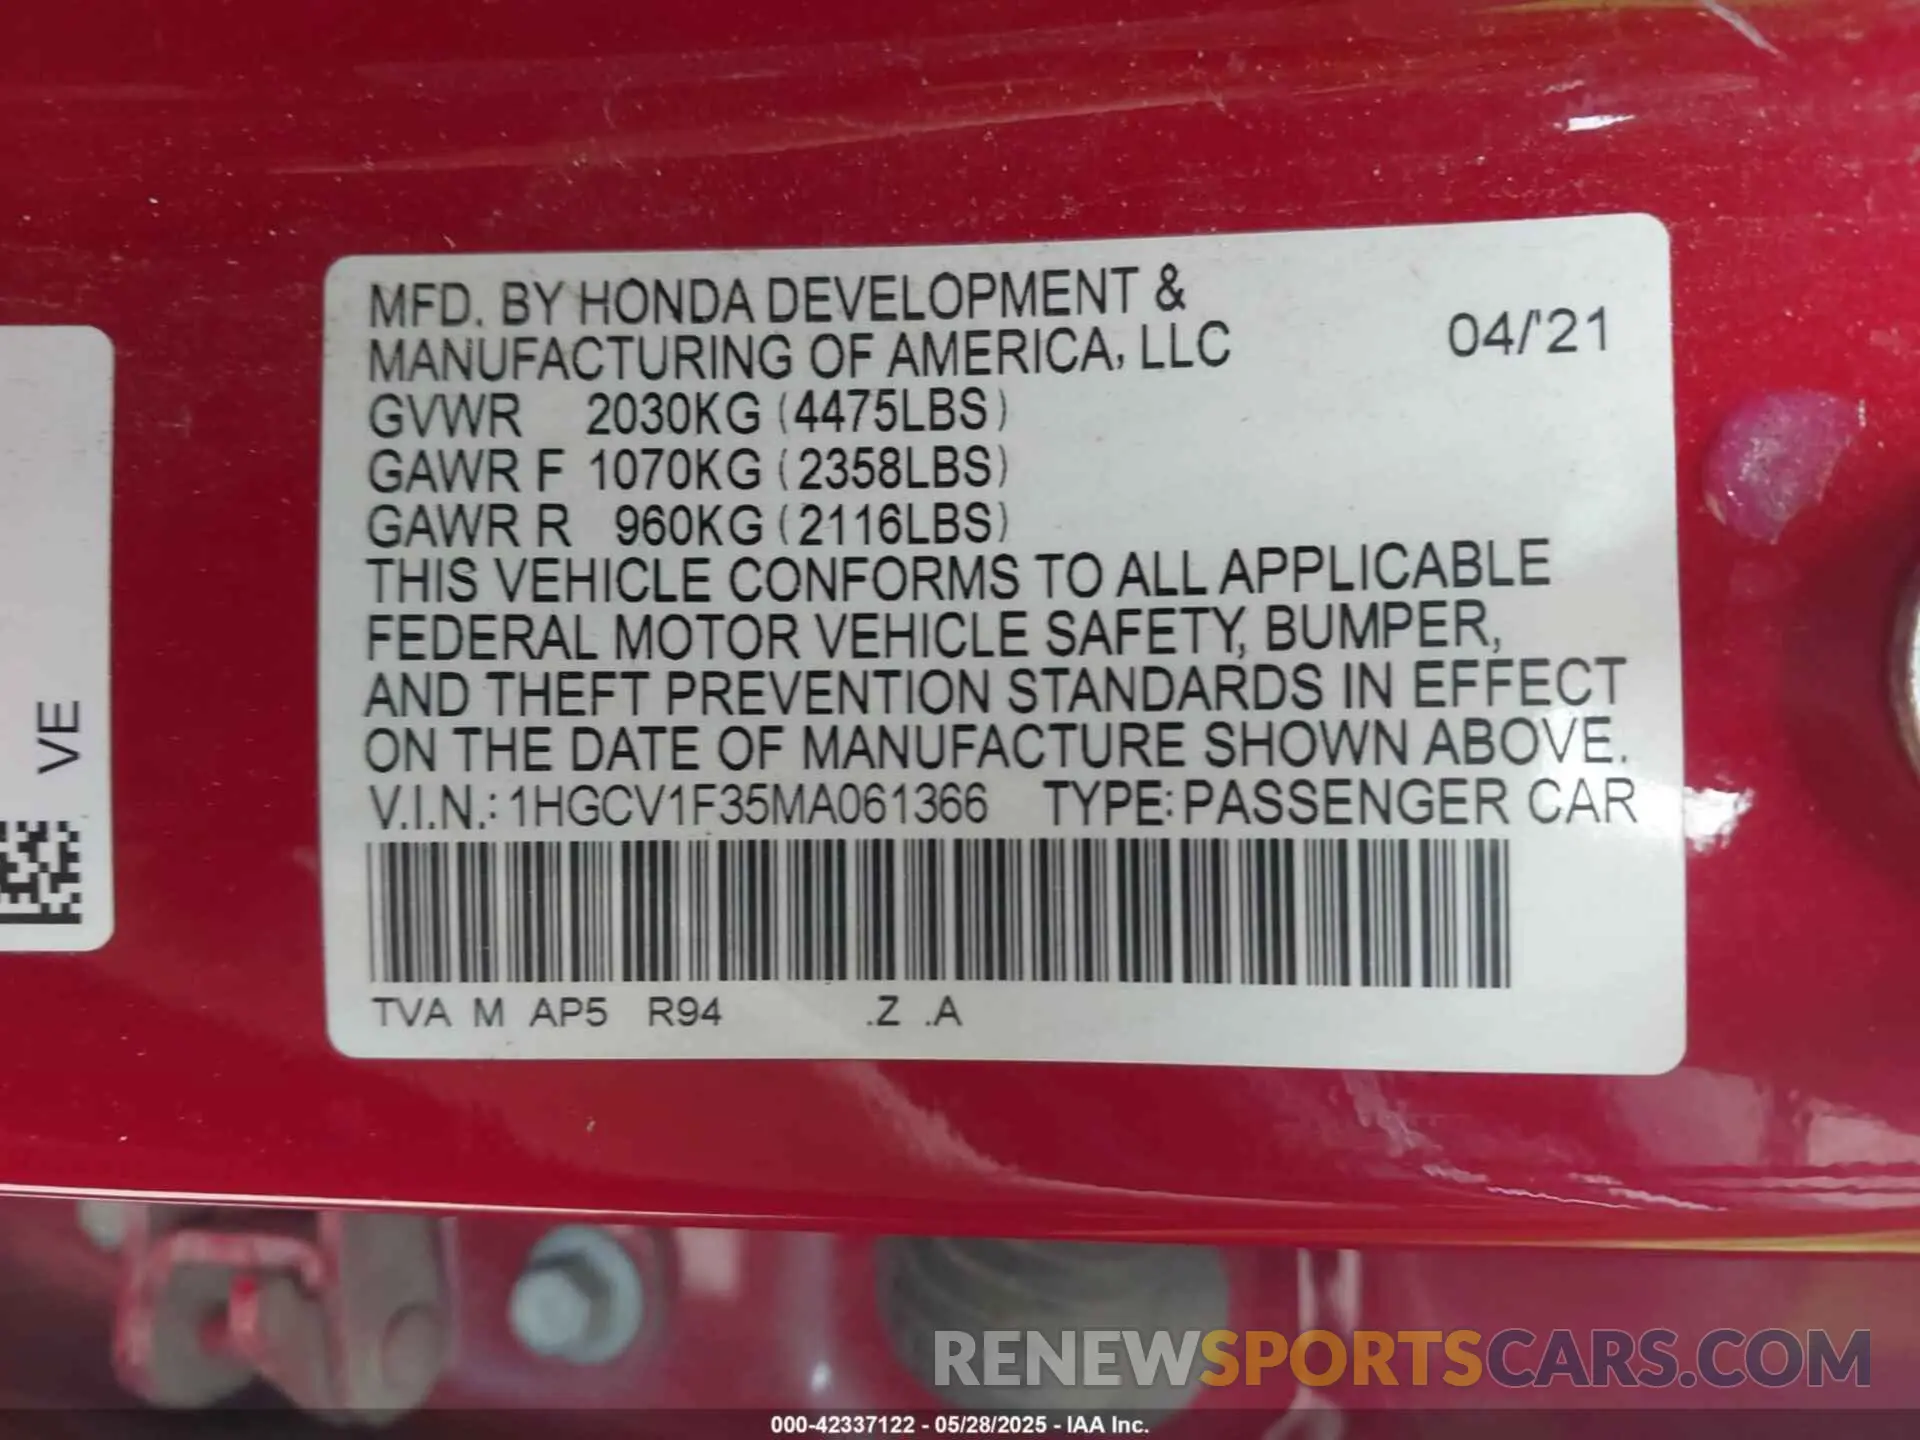 MFD. BY HONDA DEVELOPMENT &
MANUFACTURING OF AMERICA, LLC
04/'21
GVWR 2030KG (4475LBS)
GAWR F 1070KG (2358LBS)
GAWR R 960KG (2116LBS)
THIS VEHICLE CONFORMS TO ALL APPLICABLE
FEDERAL MOTOR VEHICLE SAFETY, BUMPER,
AND THEFT PREVENTION STANDARDS IN EFFECT
ON THE DATE OF MANUFACTURE SHOWN ABOVE.
V.I.N.: 1HGCV1F35MA061366 TYPE: PASSENGER CAR
TVA M AP5 R94 .Z .A
VE
RENEWSPORTSCARS.COM
000-42337122 - 05/28/2025 - IAA Inc.